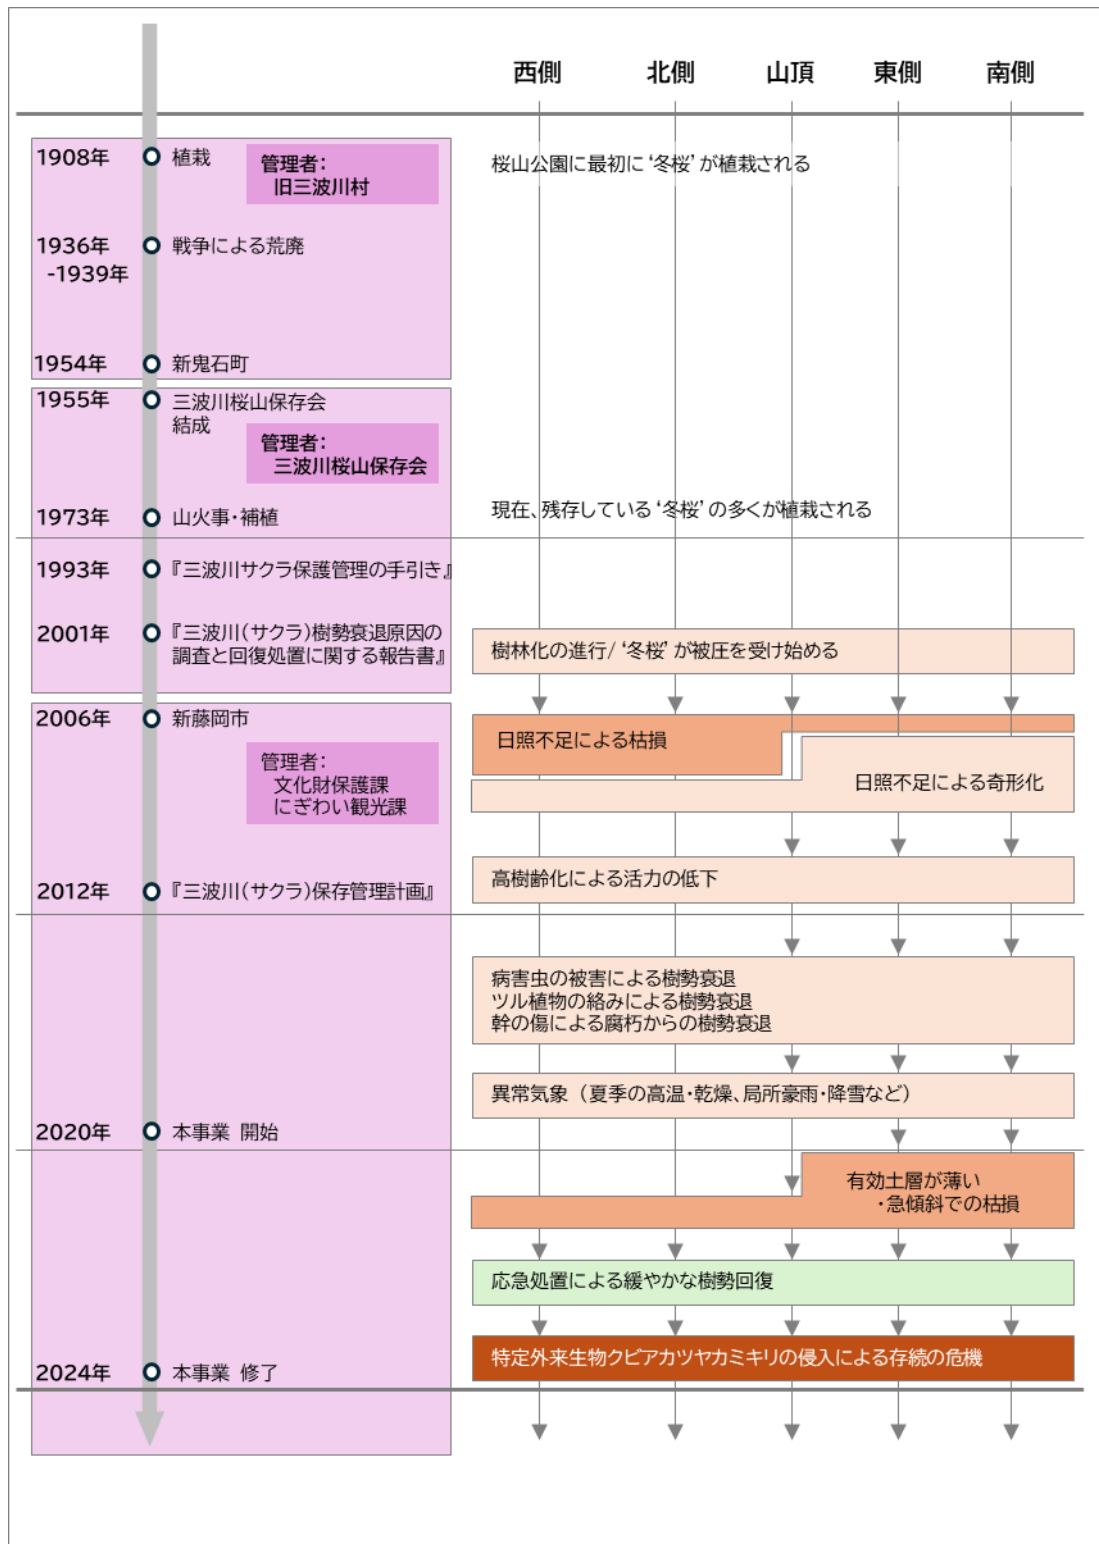 西側 北側 山頂 東側 南側
1908年 植栽
管理者：
旧三波川村
桜山公園に最初に‘冬桜’が植栽される
1936年 戦争による荒廃
-1939年
1954年 新鬼石町
1955年 三波川桜山保存会
結成
管理者：
三波川桜山保存会
1973年 山火事・補植
現在、残存している‘冬桜’の多くが植栽される
1993年 『三波川サクラ保護管理の手引き』
2001年 『三波川（サクラ）樹勢衰退原因の
調査と回復処置に関する報告書』
樹林化の進行/‘冬桜’が被圧を受け始める
2006年 新藤岡市
管理者：
文化財保護課
にぎわい観光課
日照不足による枯損
日照不足による奇形化
高樹齢化による活力の低下
2012年 『三波川（サクラ）保存管理計画』
病害虫の被害による樹勢衰退
ツル植物の絡みによる樹勢衰退
幹の傷による腐朽からの樹勢衰退
異常気象（夏季の高温・乾燥、局所豪雨・降雪など）
2020年 本事業 開始
有効土層が薄い
・急傾斜での枯損
応急処置による緩やかな樹勢回復
特定外来生物クビアカツヤカミキリの侵入による存続の危機
2024年 本事業 修了